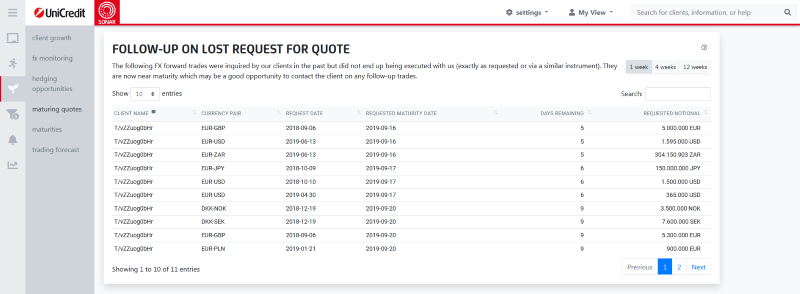 UniCredit
SONAR
settings
My View
Search for clients, information, or help
client growth
fx monitoring
hedging
opportunities
maturing quotes
maturities
trading forecast
FOLLOW-UP ON LOST REQUEST FOR QUOTE
The following FX forward trades were inquired by our clients in the past but did not end up being executed with us (exactly as requested or via a similar instrument). They
are now near maturity which may be a good opportunity to contact the client on any follow-up trades.
1 week 4 weeks 12 weeks
Show 10 entries
Search:
CLIENT NAME CURRENCY PAIR REQUEST DATE REQUESTED MATURITY DATE DAYS REMAINING REQUESTED NOTIONAL
T/vZZuog0bHr EUR-GBP 2018-09-06 2019-09-16 5 5.000.000 EUR
T/vZZuog0bHr EUR-USD 2019-06-13 2019-09-16 5 1.595.000 USD
T/vZZuog0bHr EUR-ZAR 2019-06-13 2019-09-16 5 304.150.903 ZAR
T/vZZuog0bHr EUR-JPY 2018-10-09 2019-09-17 6 150.000.000 JPY
T/vZZuog0bHr EUR-USD 2018-10-10 2019-09-17 6 1.500.000 USD
T/vZZuog0bHr EUR-USD 2019-04-30 2019-09-17 6 365.000 USD
T/vZZuog0bHr DKK-NOK 2018-12-19 2019-09-20 9 3.500.000 NOK
T/vZZuog0bHr DKK-SEK 2018-12-19 2019-09-20 9 7.600.000 SEK
T/vZZuog0bHr EUR-GBP 2018-09-06 2019-09-20 9 5.300.000 EUR
T/vZZuog0bHr EUR-PLN 2019-01-21 2019-09-20 9 900.000 EUR
Showing 1 to 10 of 11 entries
Previous 1 2 Next